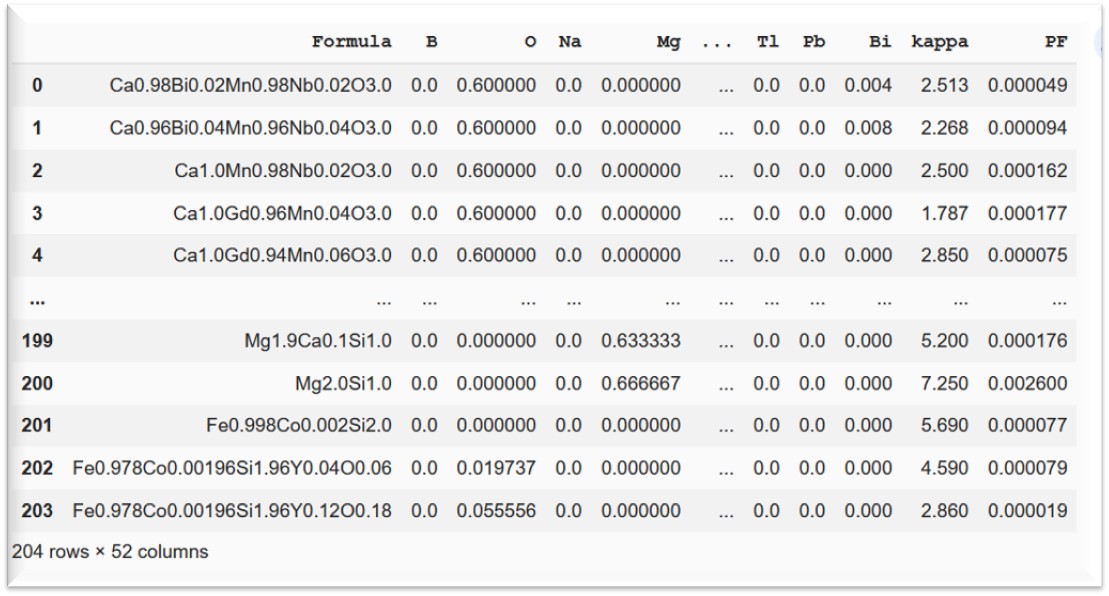 Formula B O Na Mg ... Tl Pb Bi kappa PF
0 Ca0.98Bi0.02Mn0.98Nb0.02O3.0 0.0 0.600000 0.0 0.000000 ... 0.0 0.0 0.004 2.513 0.000049
1 Ca0.96Bi0.04Mn0.96Nb0.04O3.0 0.0 0.600000 0.0 0.000000 ... 0.0 0.0 0.008 2.268 0.000094
2 Ca1.0Mn0.98Nb0.02O3.0 0.0 0.600000 0.0 0.000000 ... 0.0 0.0 0.000 2.500 0.000162
3 Ca1.0Gd0.96Mn0.04O3.0 0.0 0.600000 0.0 0.000000 ... 0.0 0.0 0.000 1.787 0.000177
4 Ca1.0Gd0.94Mn0.06O3.0 0.0 0.600000 0.0 0.000000 ... 0.0 0.0 0.000 2.850 0.000075
... ... ... ... ... ... ... ... ... ... ... ...
199 Mg1.9Ca0.1Si1.0 0.0 0.000000 0.0 0.633333 ... 0.0 0.0 0.000 5.200 0.000176
200 Mg2.0Si1.0 0.0 0.000000 0.0 0.666667 ... 0.0 0.0 0.000 7.250 0.002600
201 Fe0.998Co0.002Si2.0 0.0 0.000000 0.0 0.000000 ... 0.0 0.0 0.000 5.690 0.000077
202 Fe0.978Co0.00196Si1.96Y0.04O0.06 0.0 0.019737 0.0 0.000000 ... 0.0 0.0 0.000 4.590 0.000079
203 Fe0.978Co0.00196Si1.96Y0.12O0.18 0.0 0.055556 0.0 0.000000 ... 0.0 0.0 0.000 2.860 0.000019
204 rows × 52 columns